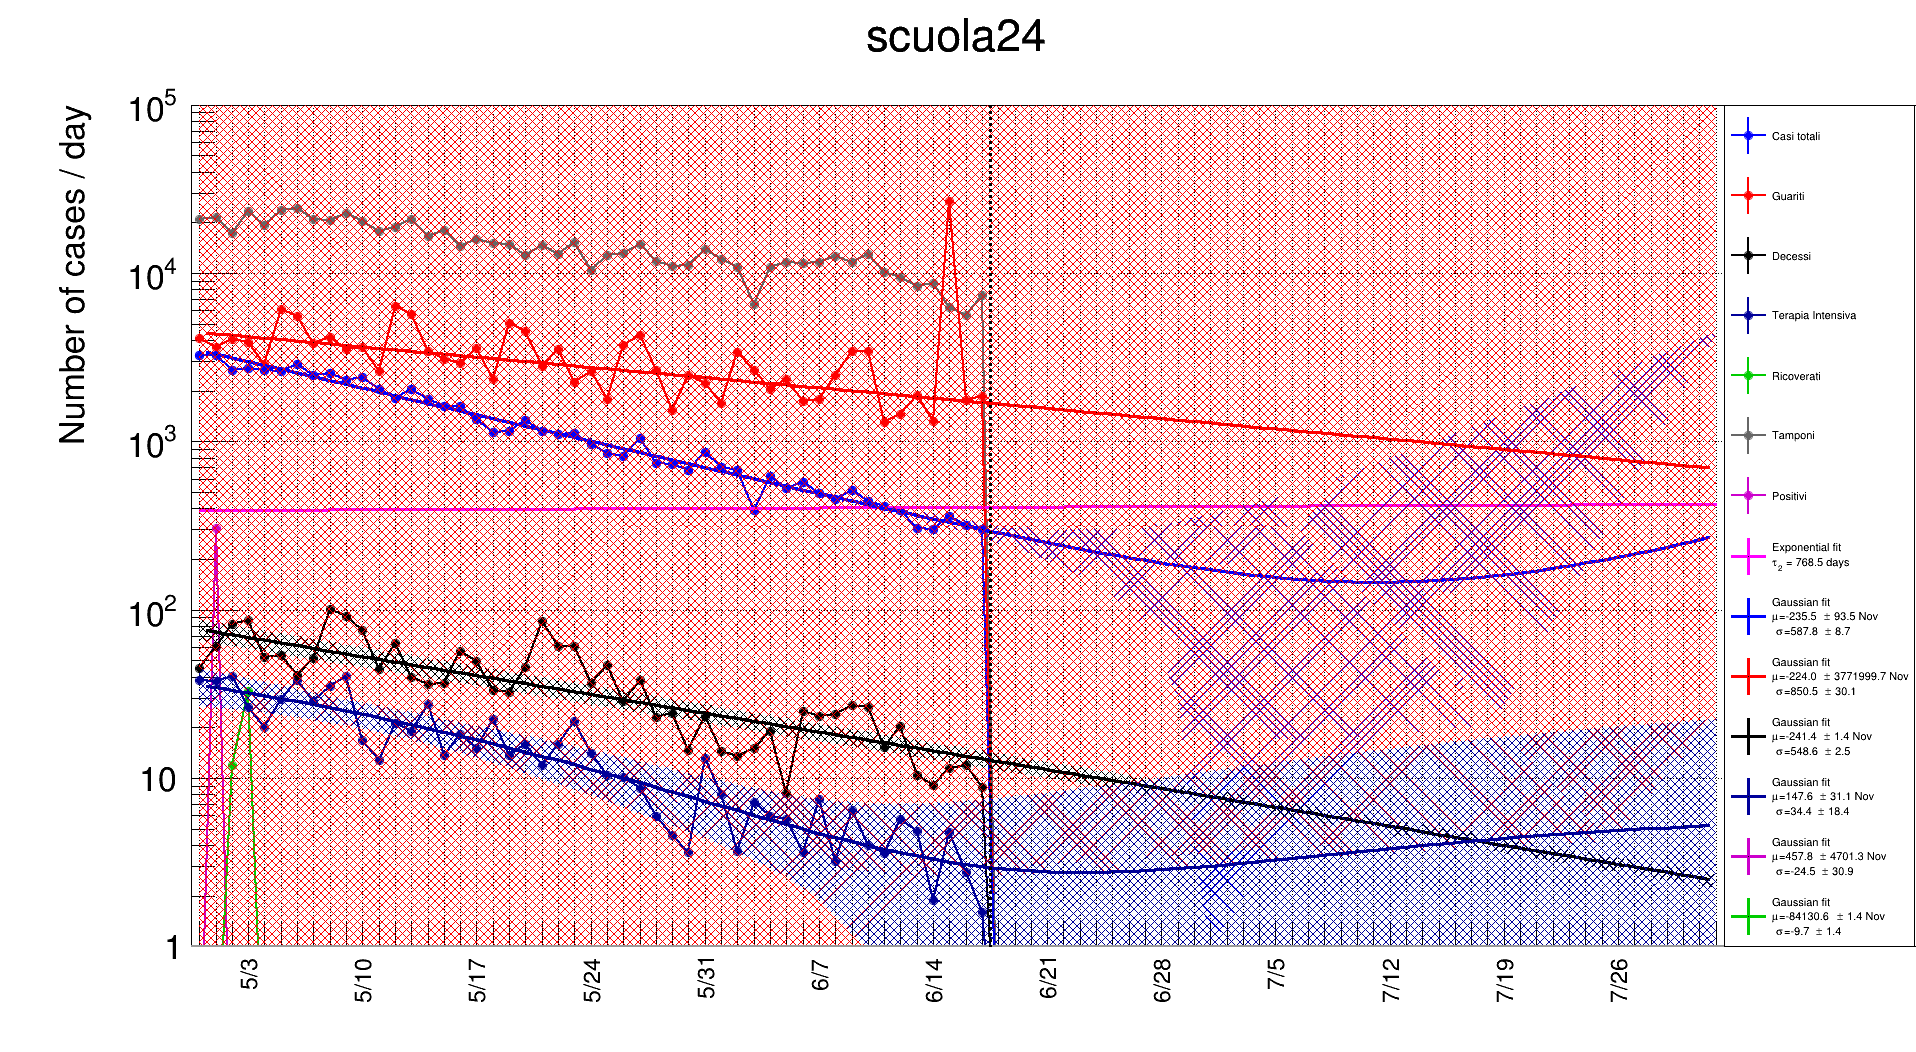 scuola24
Number of cases / day
10^5
10^4
10^3
10^2
10
1
5/3
5/10
5/17
5/24
5/31
6/7
6/14
6/21
6/28
7/5
7/12
7/19
7/26
Casi totali
Guariti
Decessi
Terapia Intensiva
Ricoverati
Tamponi
Positivi
Exponential fit
τ_2 = 768.5 days
Gaussian fit
μ=-235.5 ± 93.5 Nov
σ=587.8 ± 8.7
Gaussian fit
μ=-224.0 ± 3771999.7 Nov
σ=850.5 ± 30.1
Gaussian fit
μ=-241.4 ± 1.4 Nov
σ=548.6 ± 2.5
Gaussian fit
μ=147.6 ± 31.1 Nov
σ=34.4 ± 18.4
Gaussian fit
μ=457.8 ± 4701.3 Nov
σ=-24.5 ± 30.9
Gaussian fit
μ=-84130.6 ± 1.4 Nov
σ=-9.7 ± 1.4